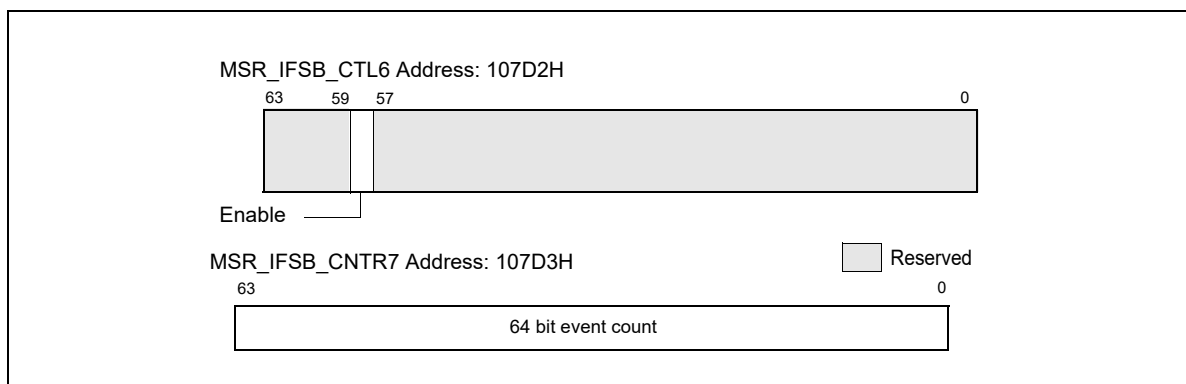 MSR_IFSB_CTL6 Address: 107D2H
63 59 57 0
Enable
MSR_IFSB_CNTR7 Address: 107D3H
Reserved
63 0
64 bit event count